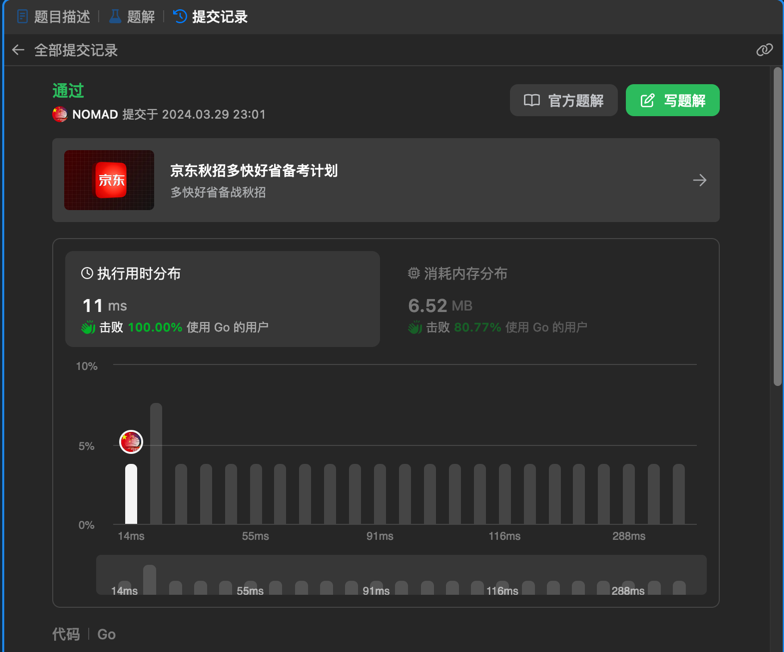 题目描述 题解 提交记录
全部提交记录
通过
NOMAD 提交于 2024.03.29 23:01
官方题解 写题解
京东
京东秋招多快好省备考计划
多快好省备战秋招
执行用时分布
11 ms
击败 100.00% 使用 Go 的用户
消耗内存分布
6.52 MB
击败 80.77% 使用 Go 的用户
10%
5%
0%
14ms 55ms 91ms 116ms 288ms
14ms 55ms 91ms 116ms 288ms
代码 Go